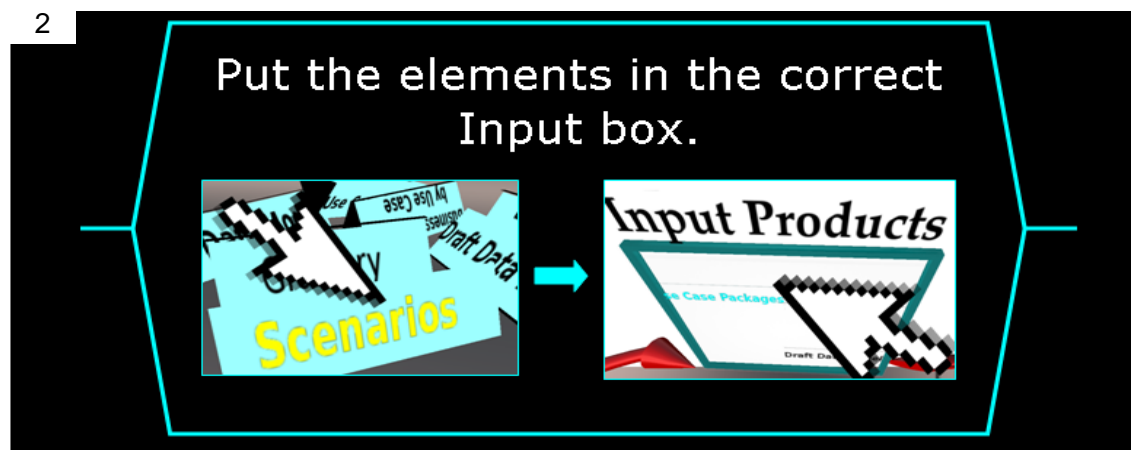 2
Put the elements in the correct
Input box.
by Use Case
Draft Data
Scenarios
Input Products
Case Packages
Draft